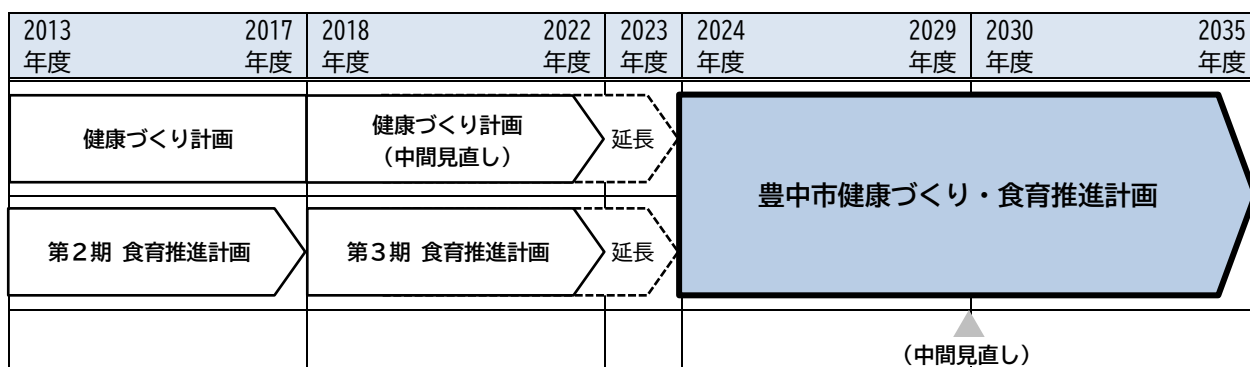 2013 2017 2018 2022 2023 2024 2029 2030 2035
年度 年度 年度 年度 年度 年度 年度 年度 年度
健康づくり計画
健康づくり計画
（中間見直し）
延長
第２期 食育推進計画
第３期 食育推進計画
延長
豊中市健康づくり・食育推進計画
（中間見直し）